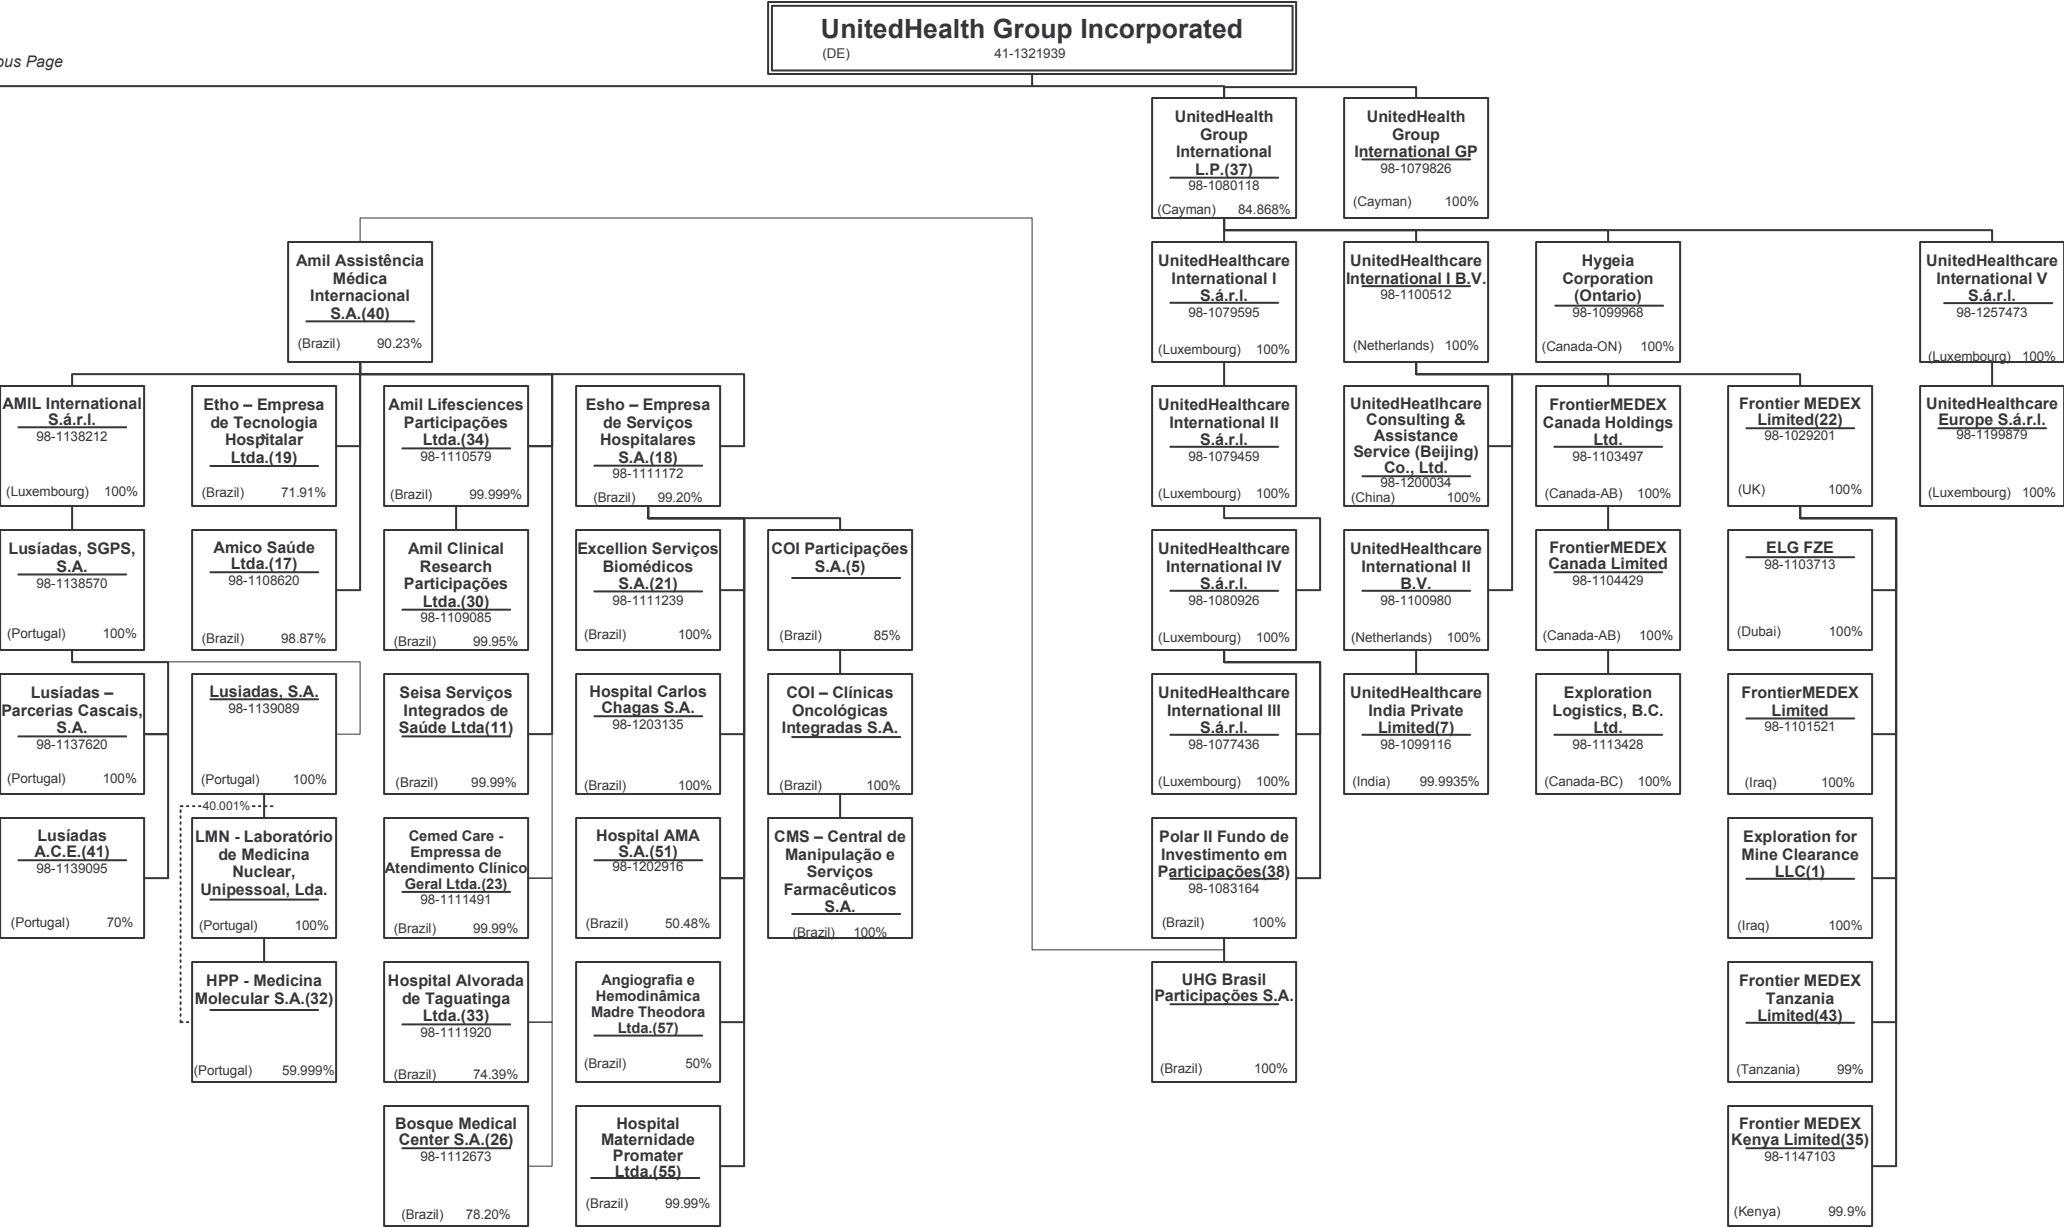 UnitedHealth Group Incorporated
(DE) 41-1321939
ous Page
UnitedHealth
Group
International
L.P.(37)
98-1080118
(Cayman) 84.868%
UnitedHealth
Group
International GP
98-1079826
(Cayman) 100%
Amil Assistência
Médica
Internacional
S.A.(40)
(Brazil) 90.23%
UnitedHealthcare
International I
S.á.r.l.
98-1079595
(Luxembourg) 100%
UnitedHealthcare
International I B.V.
98-1100512
(Netherlands) 100%
Hygeia
Corporation
(Ontario)
98-1099968
(Canada-ON) 100%
UnitedHealthcare
International V
S.á.r.l.
98-1257473
(Luxembourg) 100%
AMIL International
S.á.r.l.
98-1138212
(Luxembourg) 100%
Etho – Empresa
de Tecnologia
Hospitalar
Ltda.(19)
(Brazil) 71.91%
Amil Lifesciences
Participações
Ltda.(34)
98-1110579
(Brazil) 99.999%
Esho – Empresa
de Serviços
Hospitalares
S.A.(18)
98-1111172
(Brazil) 99.20%
UnitedHealthcare
International II
S.á.r.l.
98-1079459
(Luxembourg) 100%
UnitedHeatlhcare
Consulting &
Assistance
Service (Beijing)
Co., Ltd.
98-1200034
(China) 100%
FrontierMEDEX
Canada Holdings
Ltd.
98-1103497
(Canada-AB) 100%
Frontier MEDEX
Limited(22)
98-1029201
(UK) 100%
UnitedHealthcare
Europe S.á.r.l.
98-1199879
(Luxembourg) 100%
Lusíadas, SGPS,
S.A.
98-1138570
(Portugal) 100%
Amico Saúde
Ltda.(17)
98-1108620
(Brazil) 98.87%
Amil Clinical
Research
Participações
Ltda.(30)
98-1109085
(Brazil) 99.95%
Excellion Serviços
Biomédicos
S.A.(21)
98-1111239
(Brazil) 100%
COI Participações
S.A.(5)
(Brazil) 85%
UnitedHealthcare
International IV
S.á.r.l.
98-1080926
(Luxembourg) 100%
UnitedHealthcare
International II
B.V.
98-1100980
(Netherlands) 100%
FrontierMEDEX
Canada Limited
98-1104429
(Canada-AB) 100%
ELG FZE
98-1103713
(Dubai) 100%
Lusíadas –
Parcerias Cascais,
S.A.
98-1137620
(Portugal) 100%
Lusiadas, S.A.
98-1139089
(Portugal) 100%
Seisa Serviços
Integrados de
Saúde Ltda(11)
(Brazil) 99.99%
Hospital Carlos
Chagas S.A.
98-1203135
(Brazil) 100%
COI – Clínicas
Oncológicas
Integradas S.A.
(Brazil) 100%
UnitedHealthcare
International III
S.á.r.l.
98-1077436
(Luxembourg) 100%
UnitedHealthcare
India Private
Limited(7)
98-1099116
(India) 99.9935%
Exploration
Logistics, B.C.
Ltd.
98-1113428
(Canada-BC) 100%
FrontierMEDEX
Limited
98-1101521
(Iraq) 100%
40.001%
Lusíadas
A.C.E.(41)
98-1139095
(Portugal) 70%
LMN - Laboratório
de Medicina
Nuclear,
Unipessoal, Lda.
(Portugal) 100%
Cemed Care -
Empressa de
Atendimento Clínico
Geral Ltda.(23)
98-1111491
(Brazil) 99.99%
Hospital AMA
S.A.(51)
98-1202916
(Brazil) 50.48%
CMS – Central de
Manipulação e
Serviços
Farmacêuticos
S.A.
(Brazil) 100%
Polar II Fundo de
Investimento em
Participações(38)
98-1083164
(Brazil) 100%
Exploration for
Mine Clearance
LLC(1)
(Iraq) 100%
HPP - Medicina
Molecular S.A.(32)
(Portugal) 59.999%
Hospital Alvorada
de Taguatinga
Ltda.(33)
98-1111920
(Brazil) 74.39%
Angiografia e
Hemodinâmica
Madre Theodora
Ltda.(57)
(Brazil) 50%
UHG Brasil
Participações S.A.
(Brazil) 100%
Frontier MEDEX
Tanzania
Limited(43)
(Tanzania) 99%
Bosque Medical
Center S.A.(26)
98-1112673
(Brazil) 78.20%
Hospital
Maternidade
Promater
Ltda.(55)
(Brazil) 99.99%
Frontier MEDEX
Kenya Limited(35)
98-1147103
(Kenya) 99.9%